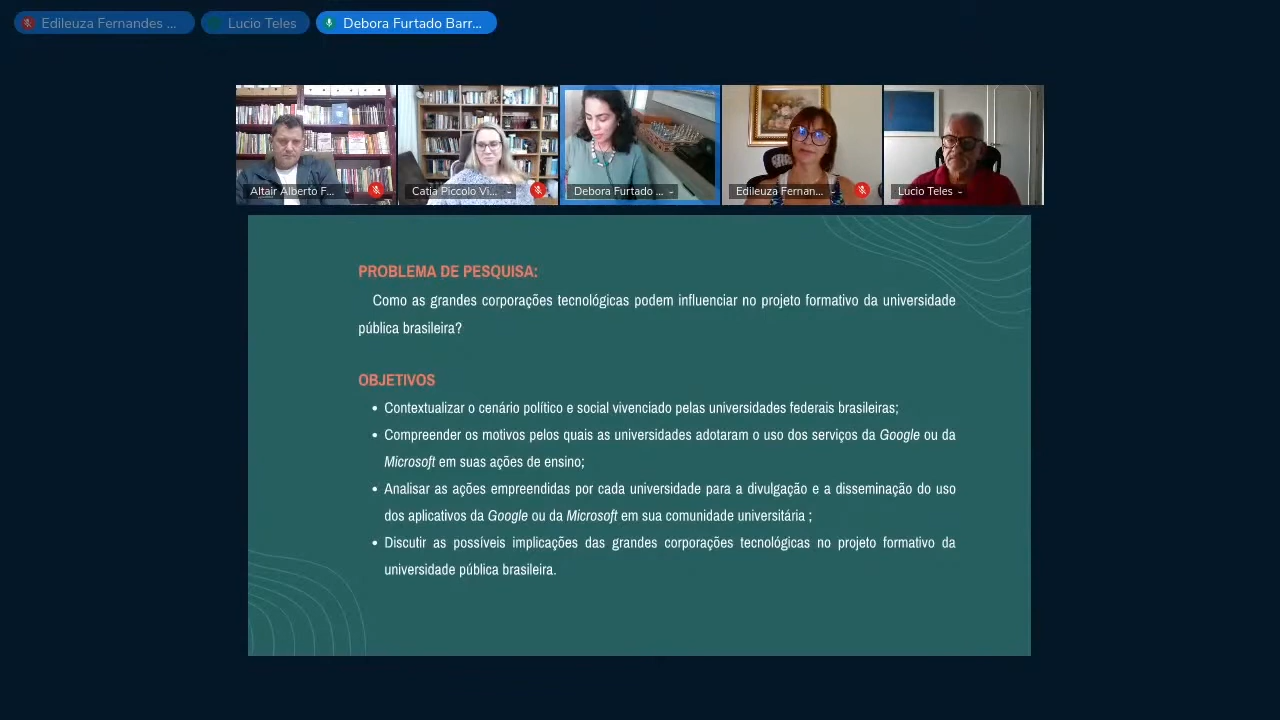 Edileuza Fernandes ...
Lucio Teles
Debora Furtado Barr...
Altair Alberto F...
Catia Piccolo Vi...
Debora Furtado ...
Edileuza Fernan...
Lucio Teles
PROBLEMA DE PESQUISA:
Como as grandes corporações tecnológicas podem influenciar no projeto formativo da universidade
pública brasileira?
OBJETIVOS
• Contextualizar o cenário político e social vivenciado pelas universidades federais brasileiras;
• Compreender os motivos pelos quais as universidades adotaram o uso dos serviços da Google ou da
Microsoft em suas ações de ensino;
• Analisar as ações empreendidas por cada universidade para a divulgação e a disseminação do uso
dos aplicativos da Google ou da Microsoft em sua comunidade universitária ;
• Discutir as possíveis implicações das grandes corporações tecnológicas no projeto formativo da
universidade pública brasileira.